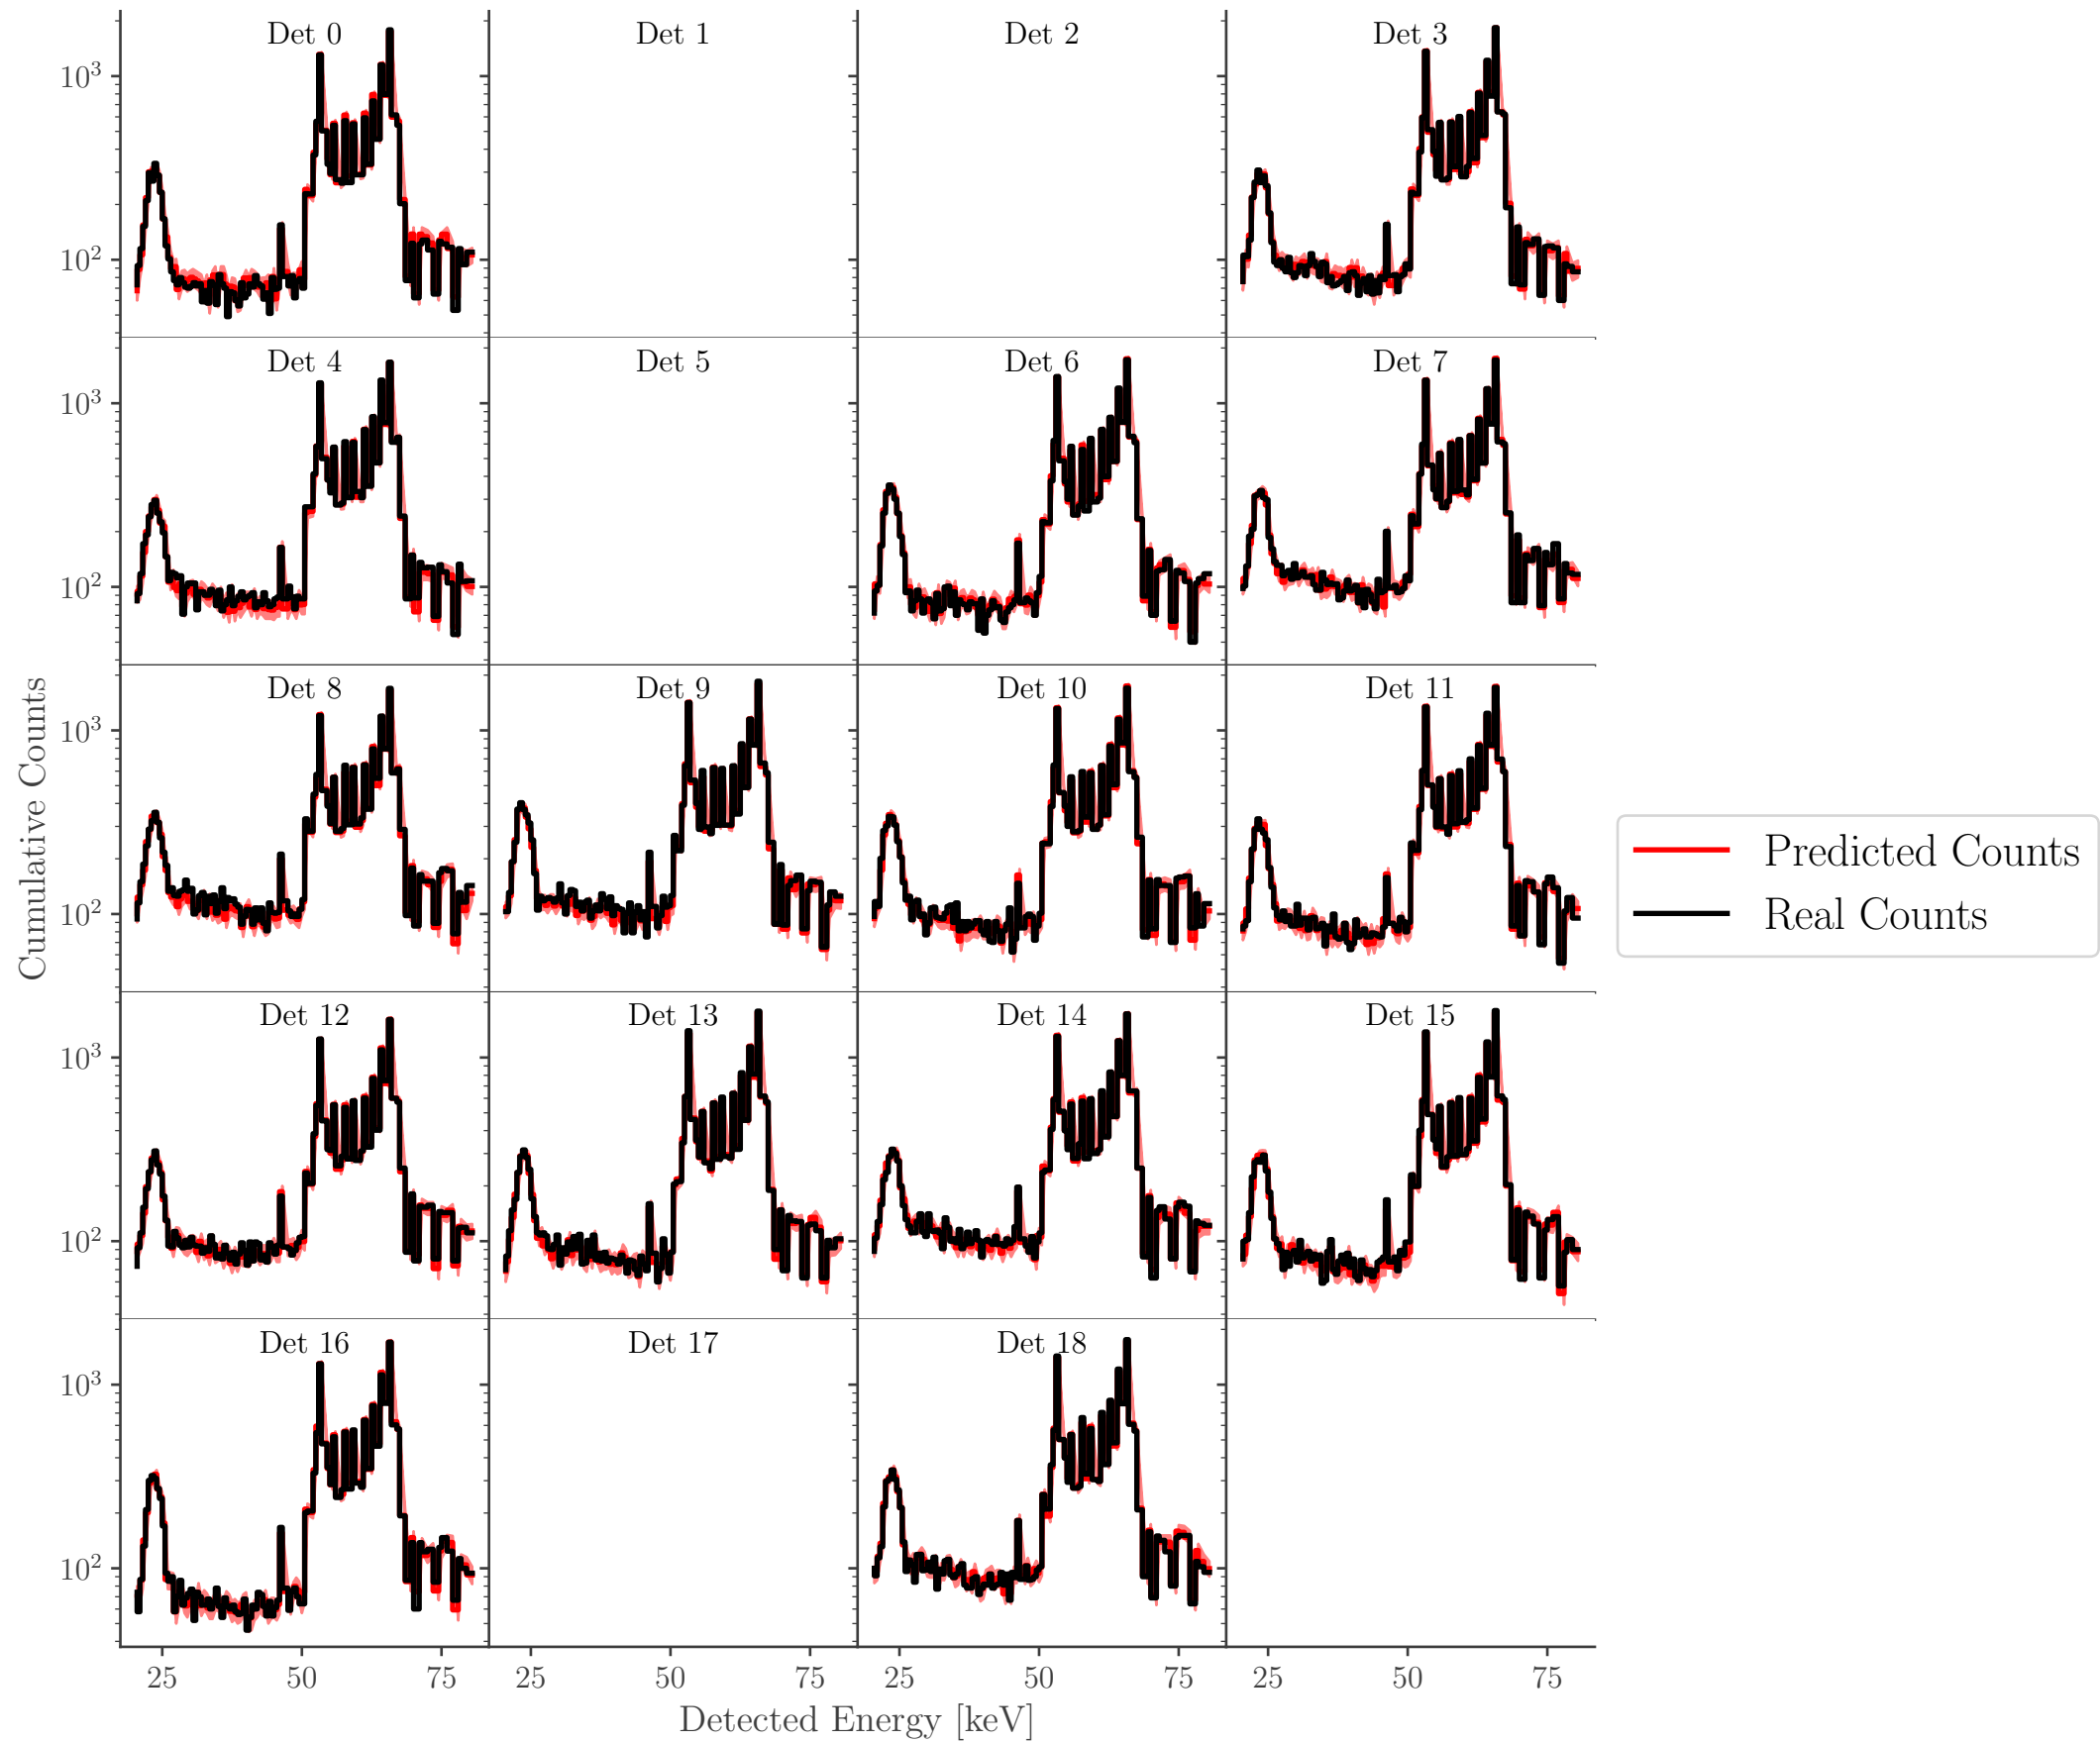 Det 0
Det 1
Det 2
Det 3
10³
10²
Det 4
Det 5
Det 6
Det 7
10³
10²
Det 8
Det 9
Det 10
Det 11
10³
10²
Det 12
Det 13
Det 14
Det 15
10³
10²
Det 16
Det 17
Det 18
10³
10²
25 50 75 25 50 75 25 50 75 25 50 75
Detected Energy [keV]
Cumulative Counts
Predicted Counts
Real Counts